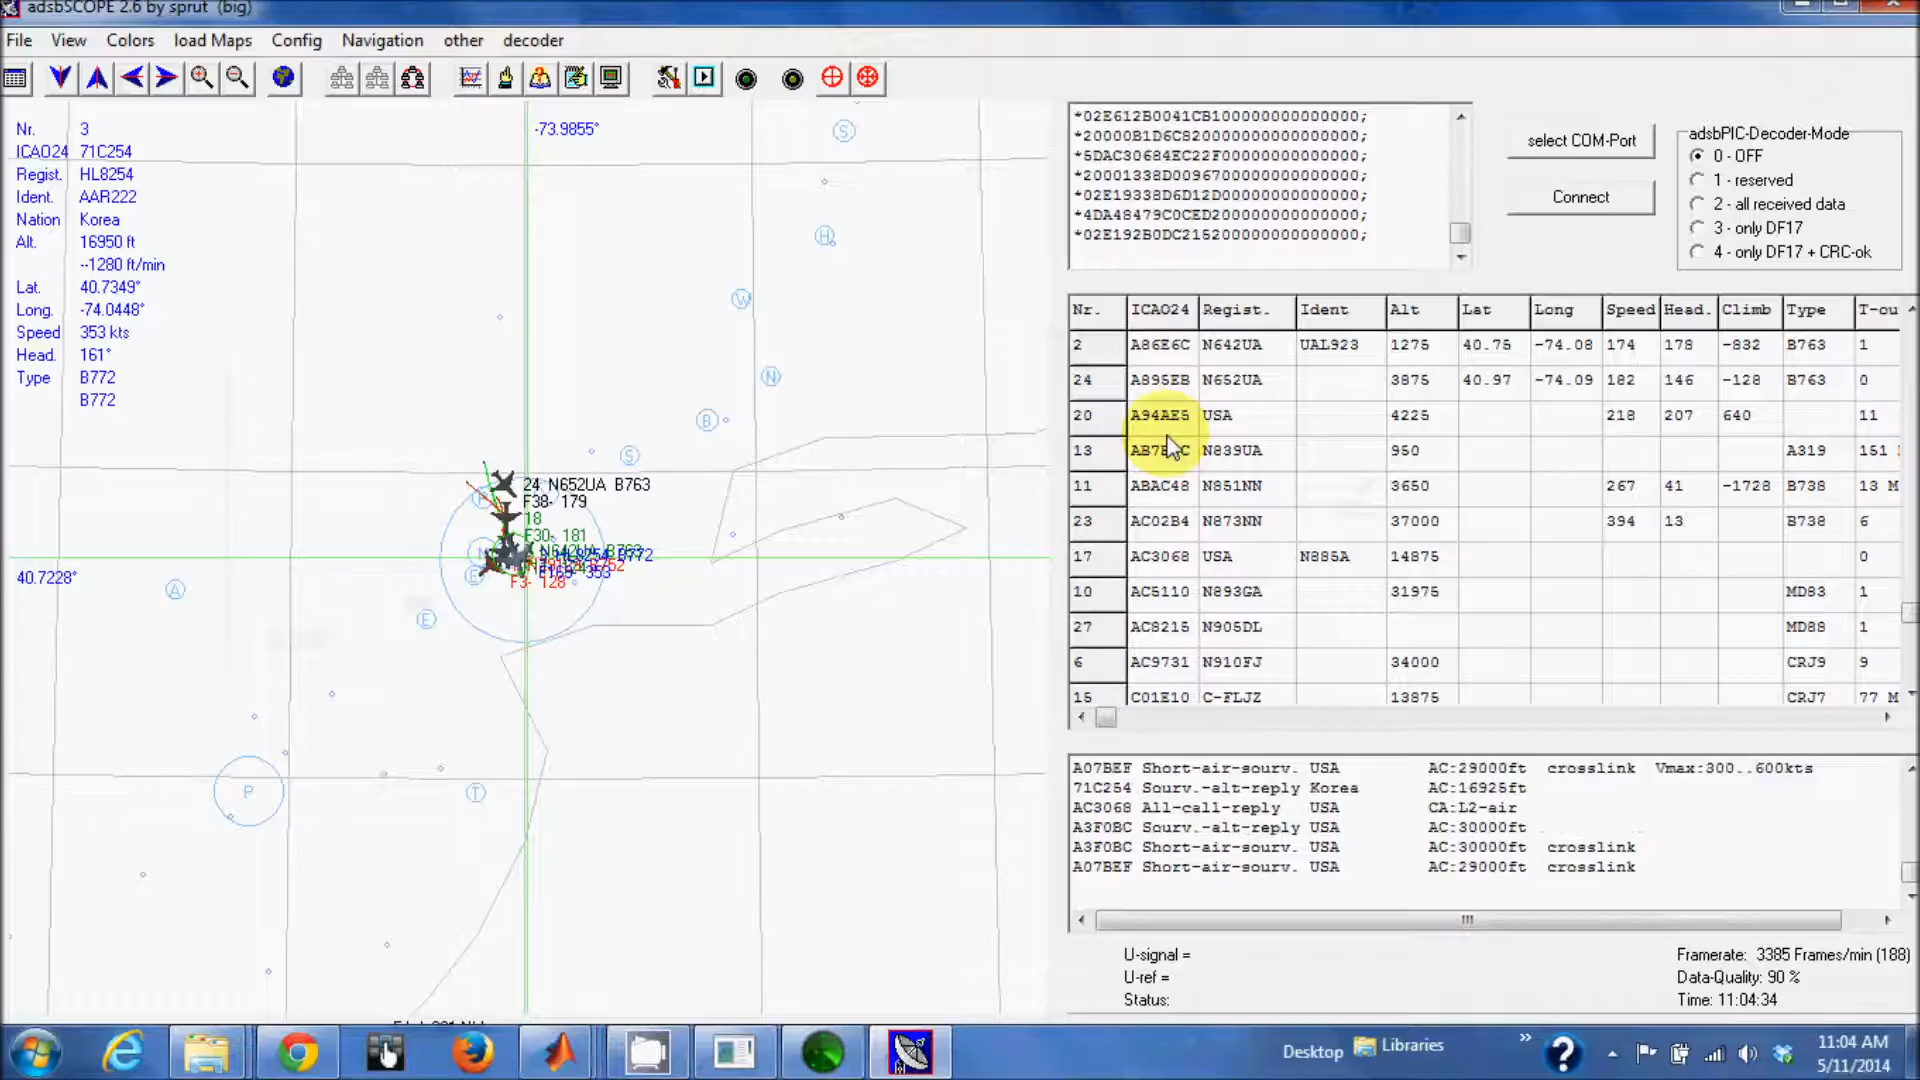 adsbSCOPE 2.6 by sprut (big)
File View Colors load Maps Config Navigation other decoder
Nr. 3
ICAO24 71C254
Regist. HL8254
Ident. AAR222
Nation Korea
Alt. 16950 ft
--1280 ft/min
Lat. 40.7349°
Long. -74.0448°
Speed 353 kts
Head. 161°
Type B772
B772
-73.9855°
40.7228°
S
H
W
N
B
S
A
E
P
T
24 N652UA B763
F38- 179
18
F30- 181
F3- 128
*02E612B0041CB10000000000000;
*20000B1D6C82000000000000000;
*5DAC30684EC22F0000000000000;
*20001338D009670000000000000;
*02E19338D6D12D0000000000000;
*4DA48479C0CED20000000000000;
*02E192B0DC21520000000000000;
select COM-Port
Connect
adsbPIC-Decoder-Mode
0 - OFF
1 - reserved
2 - all received data
3 - only DF17
4 - only DF17 + CRC-ok
Nr. ICAO24 Regist. Ident Alt Lat Long Speed Head. Climb Type T-ou
2 A86E6C N642UA UAL923 1275 40.75 -74.08 174 178 -832 B763 1
24 A895EB N652UA 3875 40.97 -74.09 182 146 -128 B763 0
20 A94AE5 USA 4225 218 207 640 11
13 N839UA 950 A319 151
11 ABAC48 N851NN 3650 267 41 -1728 B738 13 M
23 AC02B4 N873NN 37000 394 13 B738 6
17 AC3068 USA N885A 14875 0
10 AC5110 N893GA 31975 MD83 1
27 AC8215 N905DL MD88 1
6 AC9731 N910FJ 34000 CRJ9 9
15 C01E10 C-FLJZ 13875 CRJ7 77 M
A07BEF Short-air-sourv. USA AC:29000ft crosslink Vmax:300..600kts
71C254 Sourv.-alt-reply Korea AC:16925ft
AC3068 All-call-reply USA CA:L2-air
A3F0BC Sourv.-alt-reply USA AC:30000ft
A3F0BC Short-air-sourv. USA AC:30000ft crosslink
A07BEF Short-air-sourv. USA AC:29000ft crosslink
U-signal =
U-ref =
Status:
Framerate: 3385 Frames/min (188)
Data-Quality: 90 %
Time: 11:04:34
Desktop Libraries
11:04 AM
5/11/2014